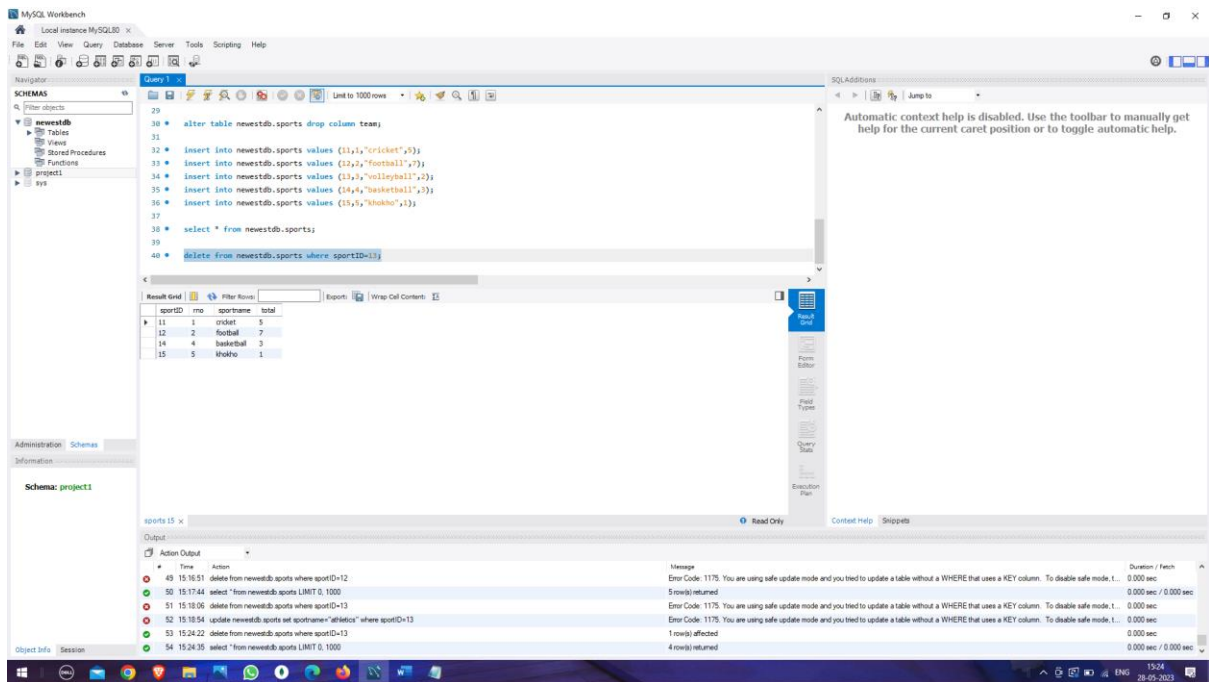 MySQL Workbench
Local instance MySQL80 ×
File Edit View Query Database Server Tools Scripting Help
Navigator
SCHEMAS
Filter objects
newestdb
Tables
Views
Stored Procedures
Functions
project1
sys
Administration Schemas
Information
Schema: project1
Object Info Session
Query 1 ×
Limit to 1000 rows
29
30 alter table newestdb.sports drop column team;
31
32 insert into newestdb.sports values (11,1,"cricket",5);
33 insert into newestdb.sports values (12,2,"football",7);
34 insert into newestdb.sports values (13,3,"volleyball",2);
35 insert into newestdb.sports values (14,4,"basketball",3);
36 insert into newestdb.sports values (15,5,"khokho",1);
37
38 select * from newestdb.sports;
39
40 delete from newestdb.sports where sportID=13;
Result Grid Filter Rows: Export: Wrap Cell Content:
sportID rno sportname total
11 1 cricket 5
12 2 football 7
14 4 basketball 3
15 5 khokho 1
Result Grid
Form Editor
Field Types
Query Stats
Execution Plan
sports 15 × Read Only
SQLAdditions
Jump to
Automatic context help is disabled. Use the toolbar to manually get
help for the current caret position or to toggle automatic help.
Context Help Snippets
Output
Action Output
# Time Action Message Duration / Fetch
49 15:16:51 delete from newestdb.sports where sportID=12 Error Code: 1175. You are using safe update mode and you tried to update a table without a WHERE that uses a KEY column. To disable safe mode, t... 0.000 sec
50 15:17:44 select * from newestdb.sports LIMIT 0, 1000 5 row(s) returned 0.000 sec / 0.000 sec
51 15:18:06 delete from newestdb.sports where sportID=13 Error Code: 1175. You are using safe update mode and you tried to update a table without a WHERE that uses a KEY column. To disable safe mode, t... 0.000 sec
52 15:18:54 update newestdb.sports set sportname="athletics" where sportID=13 Error Code: 1175. You are using safe update mode and you tried to update a table without a WHERE that uses a KEY column. To disable safe mode, t... 0.000 sec
53 15:24:22 delete from newestdb.sports where sportID=13 1 row(s) affected 0.000 sec
54 15:24:35 select * from newestdb.sports LIMIT 0, 1000 4 row(s) returned 0.000 sec / 0.000 sec
ENG
15:24
28-05-2023